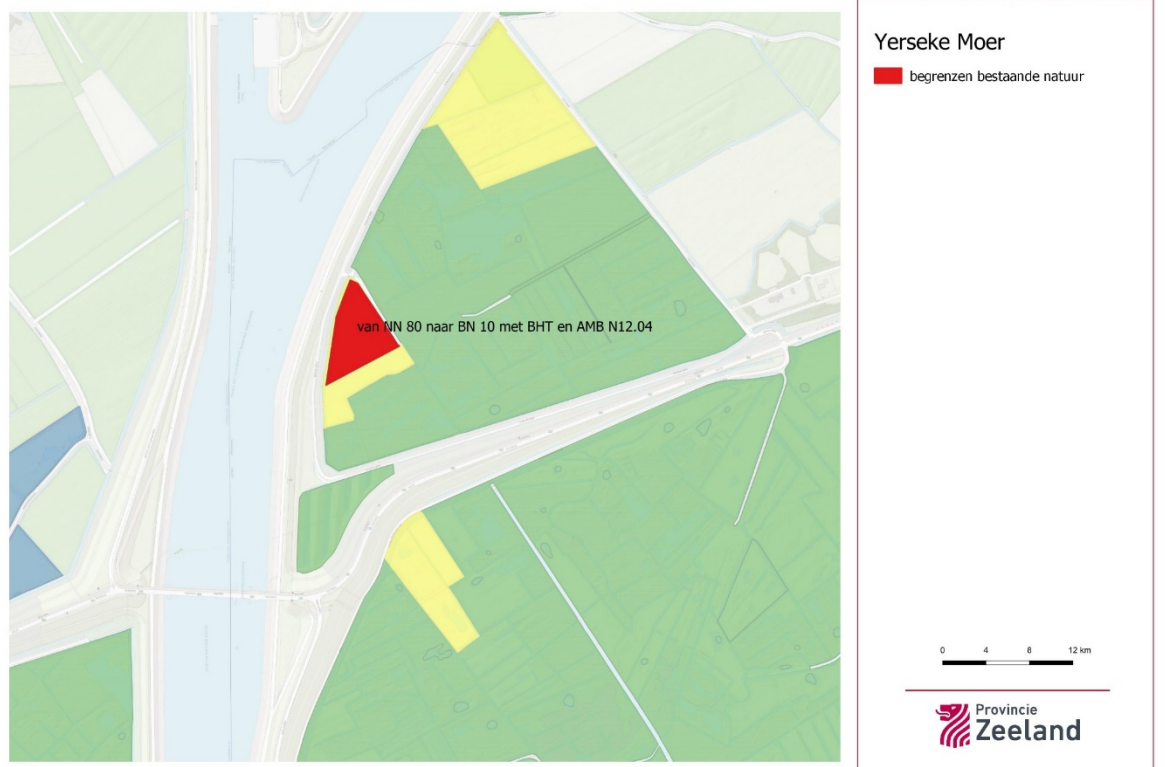 Yerseke Moer
begrenzen bestaande natuur
van NN 80 naar BN 10 met BHT en AMB N12.04
0 4 8 12 km
Provincie
Zeeland